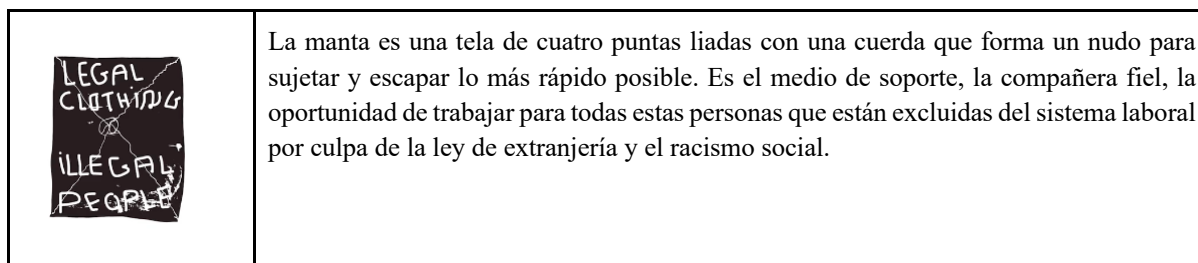 LEGAL
CLOTHING
iLLEGAL
PEOPLE
La manta es una tela de cuatro puntas liadas con una cuerda que forma un nudo para
sujetar y escapar lo más rápido posible. Es el medio de soporte, la compañera fiel, la
oportunidad de trabajar para todas estas personas que están excluidas del sistema laboral
por culpa de la ley de extranjería y el racismo social.